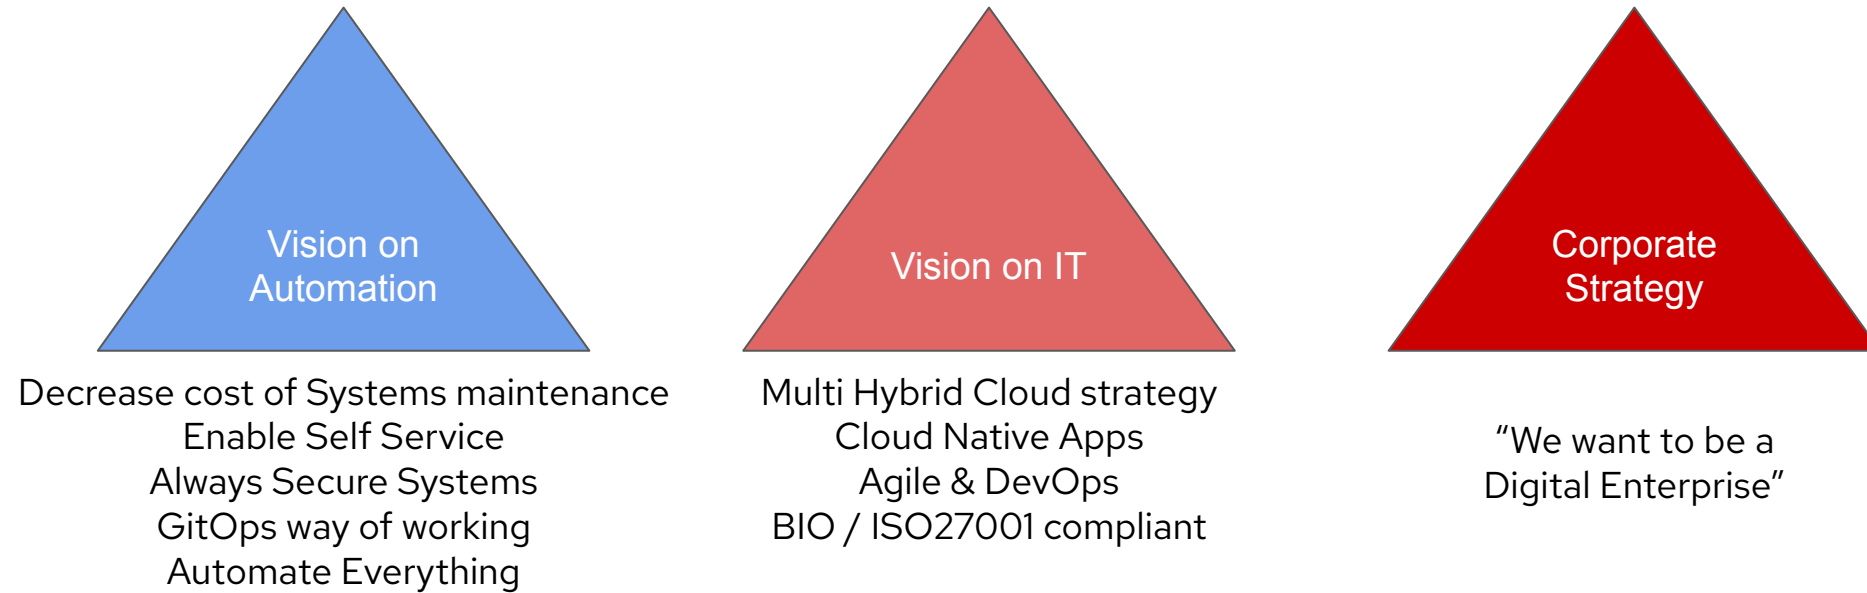 Vision on
Automation
Decrease cost of Systems maintenance
Enable Self Service
Always Secure Systems
GitOps way of working
Automate Everything
Vision on IT
Multi Hybrid Cloud strategy
Cloud Native Apps
Agile & DevOps
BIO / ISO27001 compliant
Corporate
Strategy
“We want to be a
Digital Enterprise”